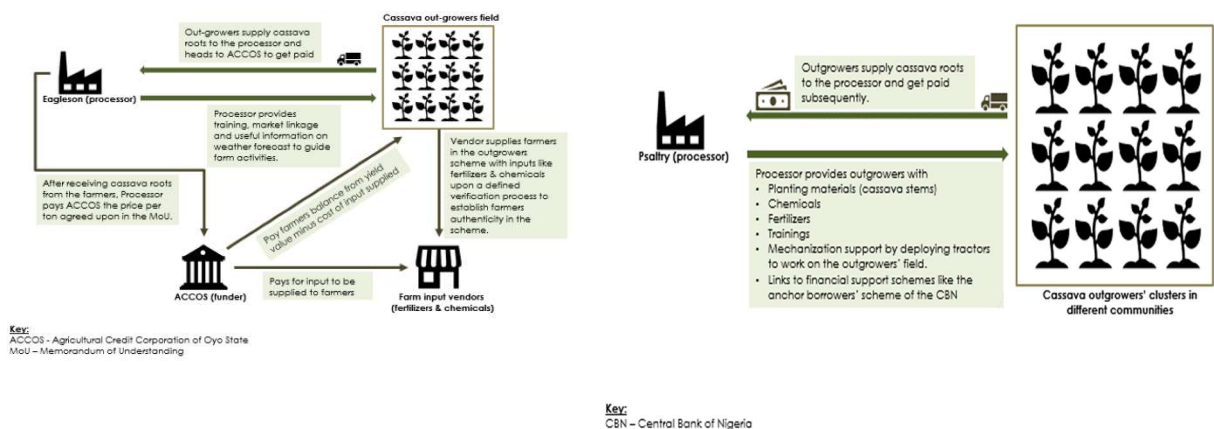 Cassava out-growers field
Out-growers supply cassava
roots to the processor and
heads to ACCOS to get paid
Eagleson (processor)
Processor provides
training, market linkage
and useful information on
weather forecast to guide
farm activities.
Vendor supplies farmers
in the outgrowers
scheme with inputs like
fertilizers & chemicals
upon a defined
verification process to
establish farmers
authenticity in the
scheme.
After receiving cassava roots
from the farmers, Processor
pays ACCOS the price per
ton agreed upon in the MoU.
Pay farmers balance from yield
value minus cost of input supplied
ACCOS (funder)
Pays for input to be
supplied to farmers
Farm input vendors
(fertilizers & chemicals)
Key:
ACCOS - Agricultural Credit Corporation of Oyo State
MoU – Memorandum of Understanding
Outgrowers supply cassava roots
to the processor and get paid
subsequently.
Psaltry (processor)
Processor provides outgrowers with
• Planting materials (cassava stems)
• Chemicals
• Fertilizers
• Trainings
• Mechanization support by deploying tractors
to work on the outgrowers' field.
• Links to financial support schemes like the
anchor borrowers' scheme of the CBN
Cassava outgrowers' clusters in
different communities
Key:
CBN – Central Bank of Nigeria